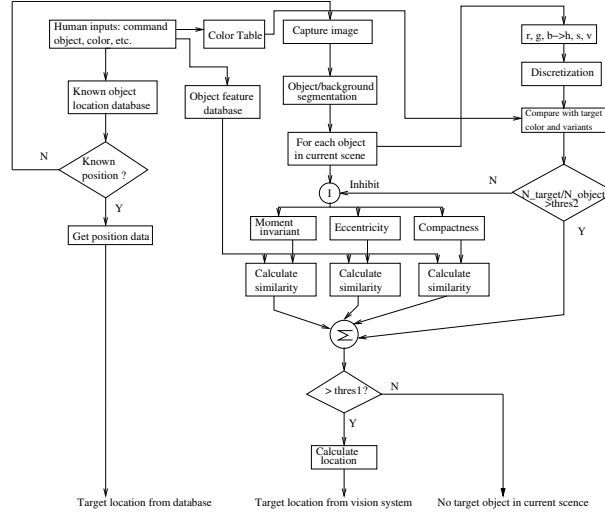 Human inputs: command
object, color, etc.
Color Table
Capture image
r, g, b->h, s, v
Known object
location database
Object feature
database
Object/background
segmentation
Discretization
Compare with target
color and variants
For each object
in current scene
N
Known
position ?
Y
I
Inhibit
N
N_target/N_object
>thres2
Y
Get position data
Moment
invariant
Eccentricity
Compactness
Calculate
similarity
Calculate
similarity
Calculate
similarity
Σ
> thres1?
N
Y
Calculate
location
Target location from database
Target location from vision system
No target object in current scence